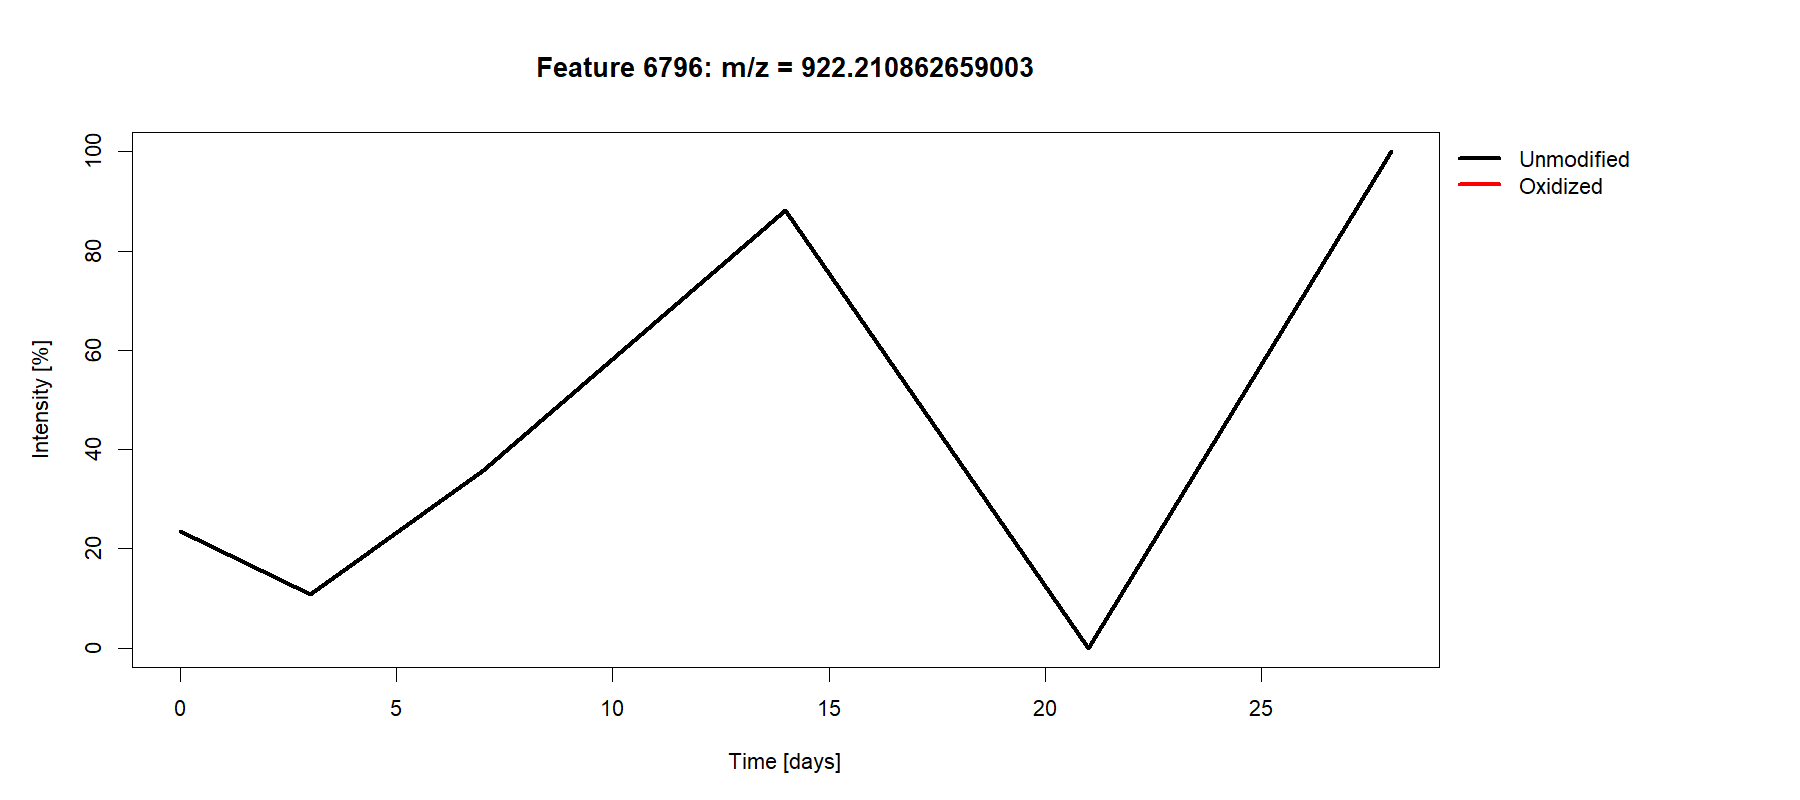 Feature 6796: m/z = 922.210862659003
Unmodified
Oxidized
Intensity [%]
100
80
60
40
20
0
0 5 10 15 20 25
Time [days]